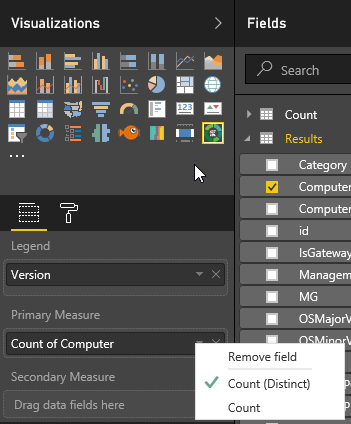 Visualizations
Fields
Search
123
Count
Results
...
Category
Computer
Computer
id
IsGateway
Managem
MG
OSMajorV
OSMinorV
Legend
Version
Primary Measure
Count of Computer
Secondary Measure
Drag data fields here
Remove field
Count (Distinct)
Count